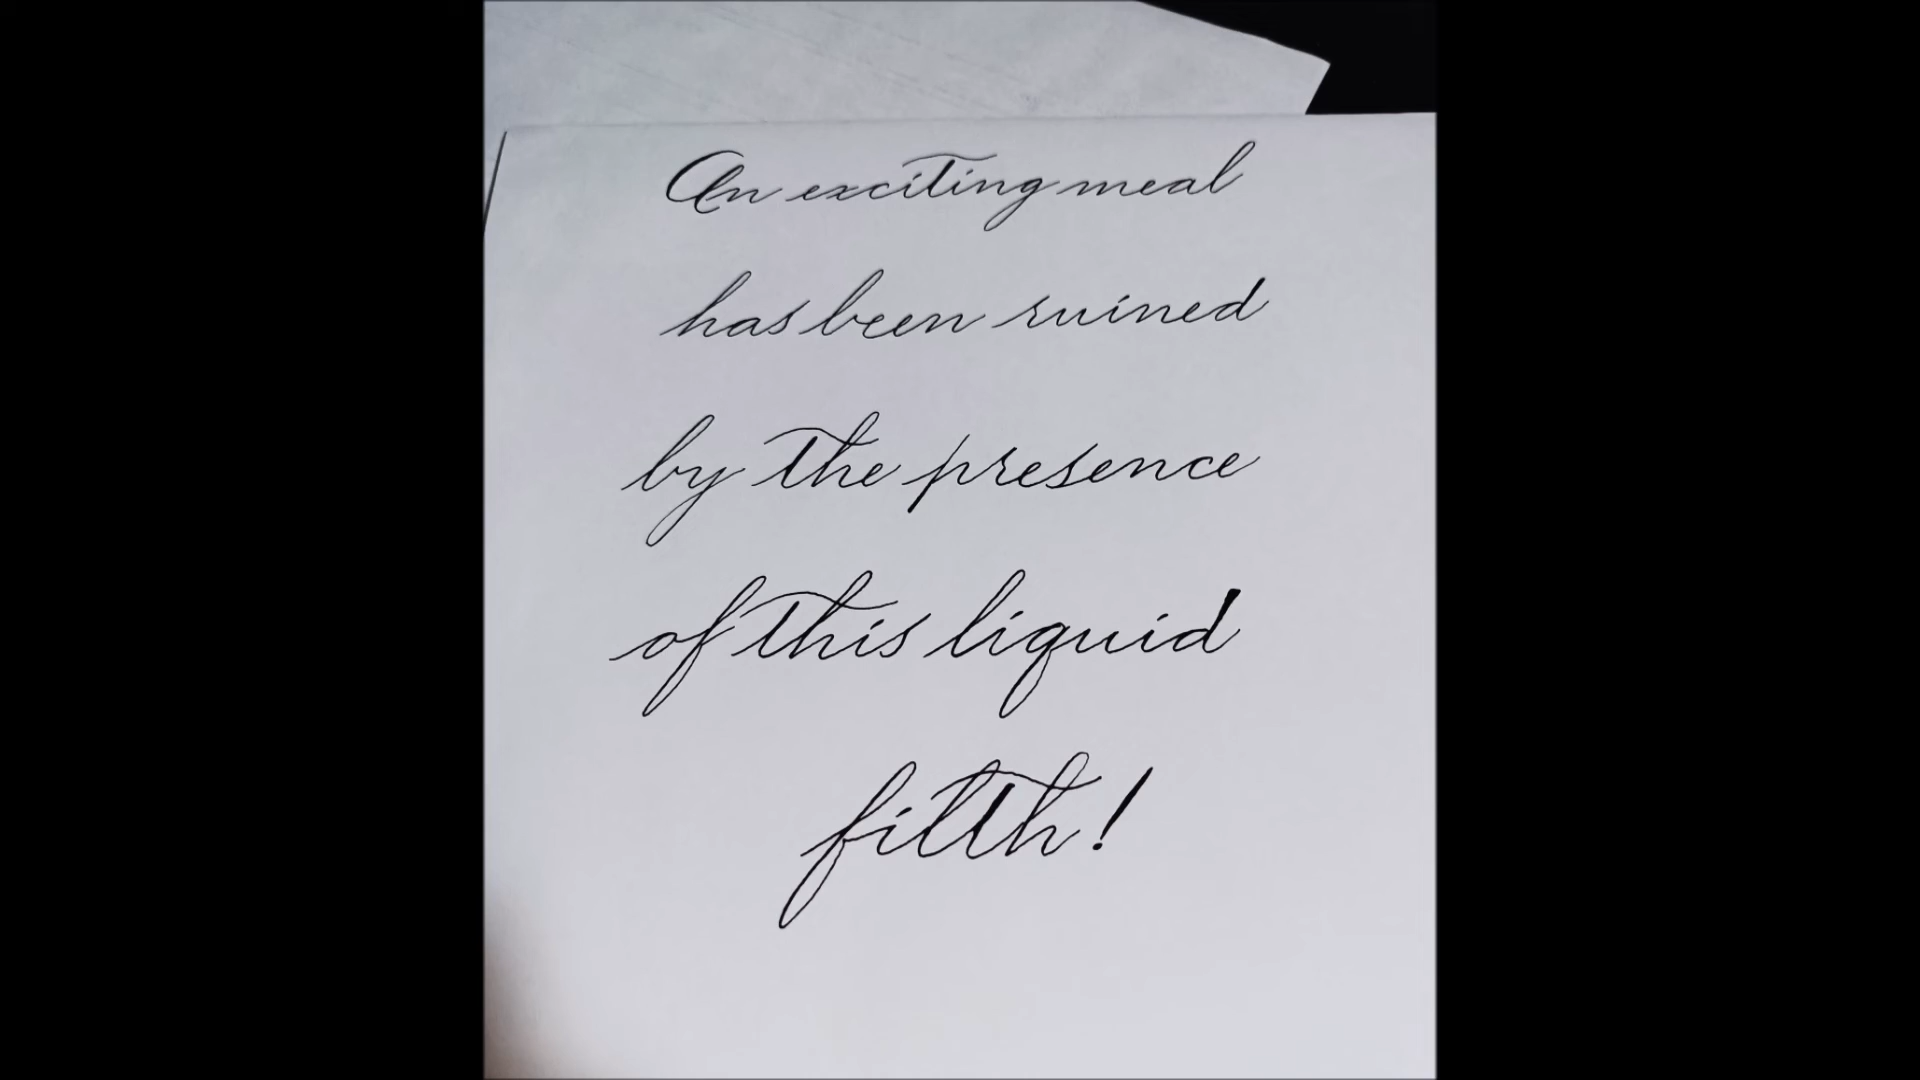 An exciting meal
has been ruined
by the presence
of this liquid
filth!